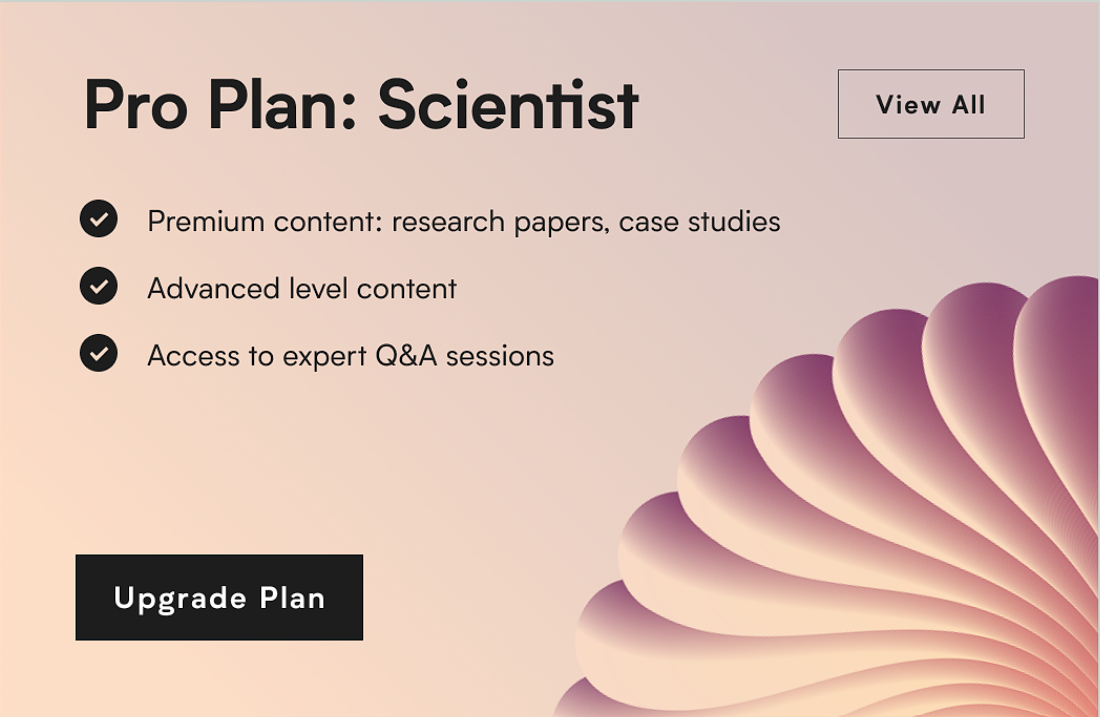 Pro Plan: Scientist
View All
Premium content: research papers, case studies
Advanced level content
Access to expert Q&A sessions
Upgrade Plan